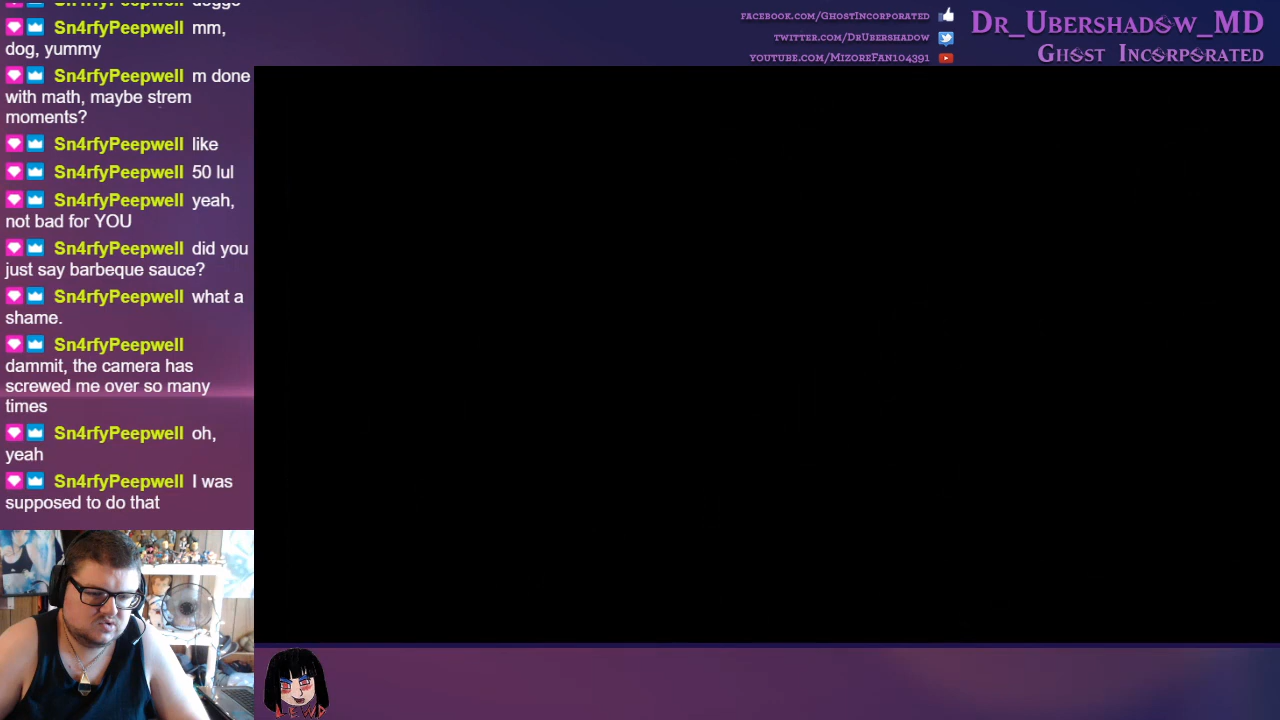 doggo
Sn4rfyPeepwell mm,
dog, yummy
Sn4rfyPeepwell m done
with math, maybe strem
moments?
Sn4rfyPeepwell like
Sn4rfyPeepwell 50 lul
Sn4rfyPeepwell yeah,
not bad for YOU
Sn4rfyPeepwell did you
just say barbeque sauce?
Sn4rfyPeepwell what a
shame.
Sn4rfyPeepwell
dammit, the camera has
screwed me over so many
times
Sn4rfyPeepwell oh,
yeah
Sn4rfyPeepwell I was
supposed to do that
facebook.com/GhostIncorporated
twitter.com/DrUbershadow
youtube.com/MizoreFan104391
Dr_Ubershadow_MD
Ghost Incorporated
LEWD